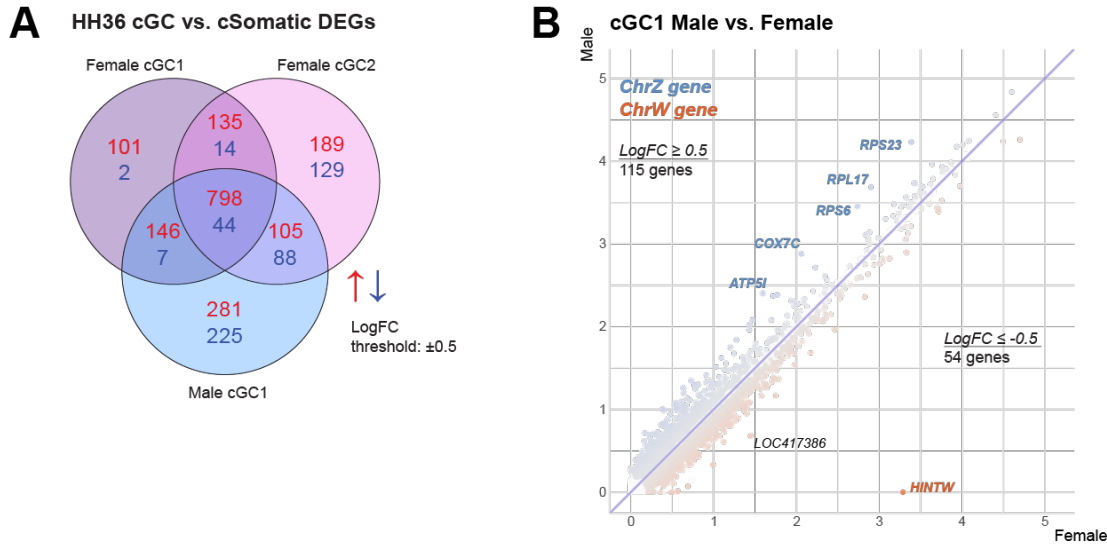 A
HH36 cGC vs. cSomatic DEGs
Female cGC1
Female cGC2
101
2
135
14
189
129
798
44
146
7
105
88
281
225
LogFC
threshold: ±0.5
Male cGC1
B
cGC1 Male vs. Female
Male
ChrZ gene
ChrW gene
LogFC ≥ 0.5
115 genes
RPS23
RPL17
RPS6
COX7C
ATP5I
LogFC ≤ -0.5
54 genes
LOC417386
HINTW
5
4
3
2
1
0
0 1 2 3 4 5
Female